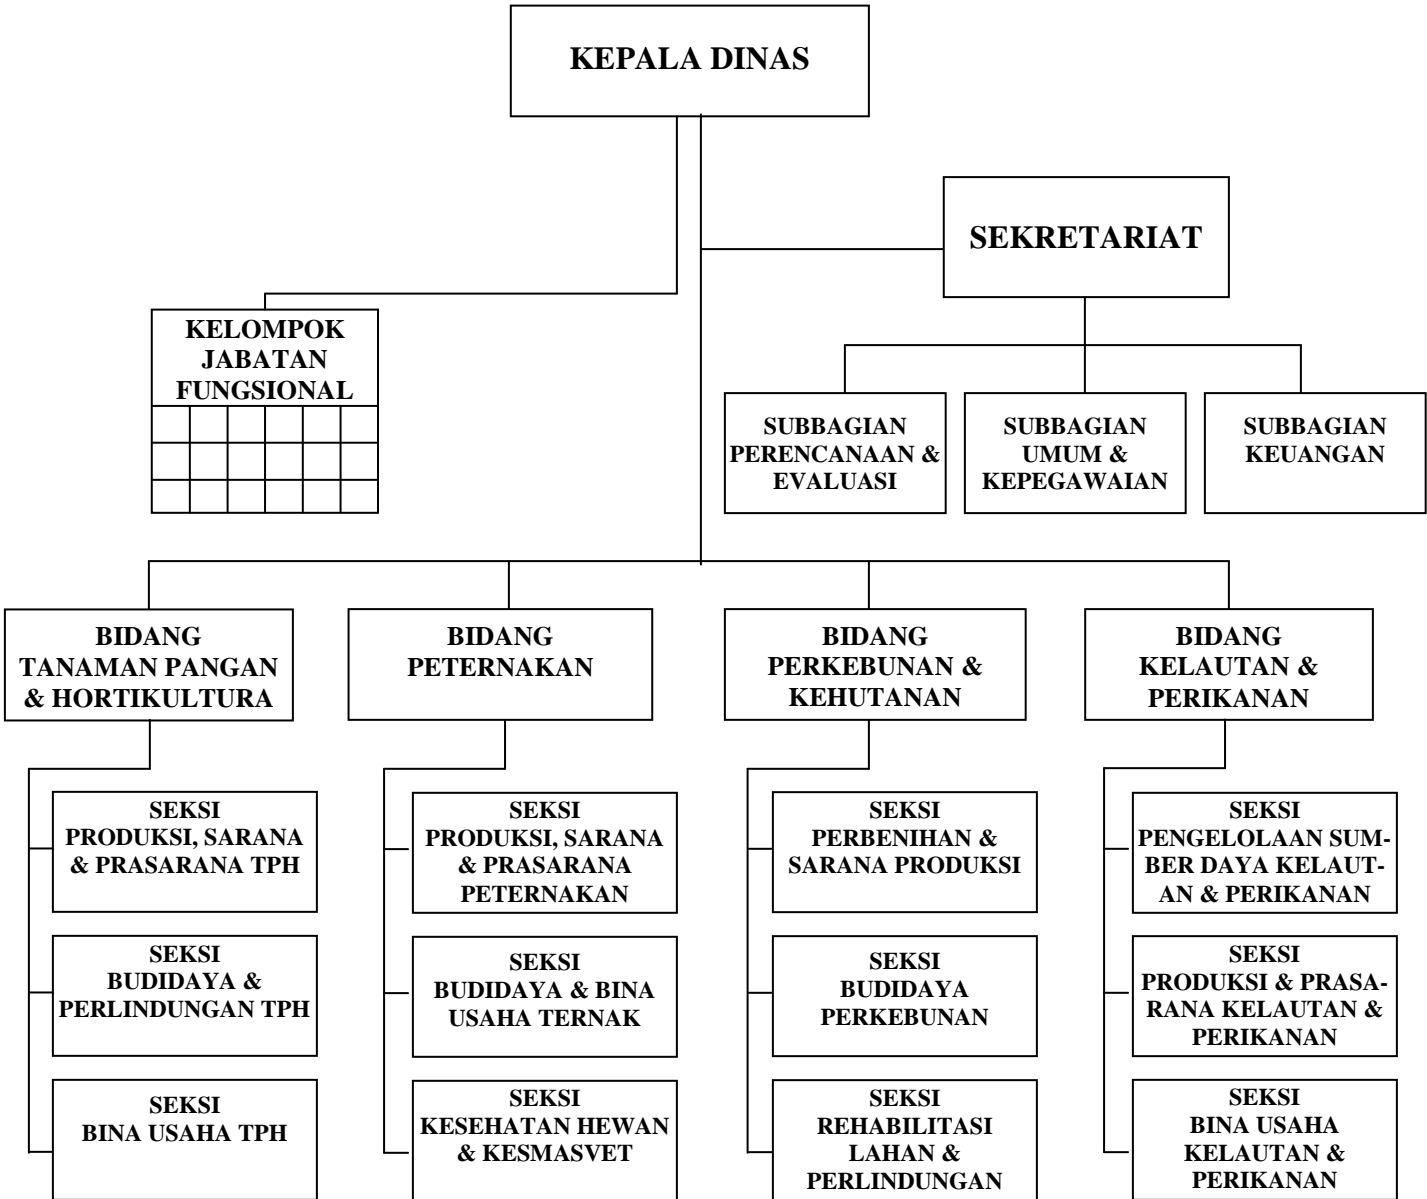 KEPALA DINAS
SEKRETARIAT
KELOMPOK
JABATAN
FUNGSIONAL
SUBBAGIAN
PERENCANAAN &
EVALUASI
SUBBAGIAN
UMUM &
KEPEGAWAIAN
SUBBAGIAN
KEUANGAN
BIDANG
TANAMAN PANGAN
& HORTIKULTURA
BIDANG
PETERNAKAN
BIDANG
PERKEBUNAN &
KEHUTANAN
BIDANG
KELAUTAN &
PERIKANAN
SEKSI
PRODUKSI, SARANA
& PRASARANA TPH
SEKSI
PRODUKSI, SARANA
& PRASARANA
PETERNAKAN
SEKSI
PERBENIHAN &
SARANA PRODUKSI
SEKSI
PENGELOLAAN SUM-
BER DAYA KELAUT-
AN & PERIKANAN
SEKSI
BUDIDAYA &
PERLINDUNGAN TPH
SEKSI
BUDIDAYA & BINA
USAHA TERNAK
SEKSI
BUDIDAYA
PERKEBUNAN
SEKSI
PRODUKSI & PRASA-
RANA KELAUTAN &
PERIKANAN
SEKSI
BINA USAHA TPH
SEKSI
KESEHATAN HEWAN
& KESMASVET
SEKSI
REHABILITASI
LAHAN &
PERLINDUNGAN
SEKSI
BINA USAHA
KELAUTAN &
PERIKANAN